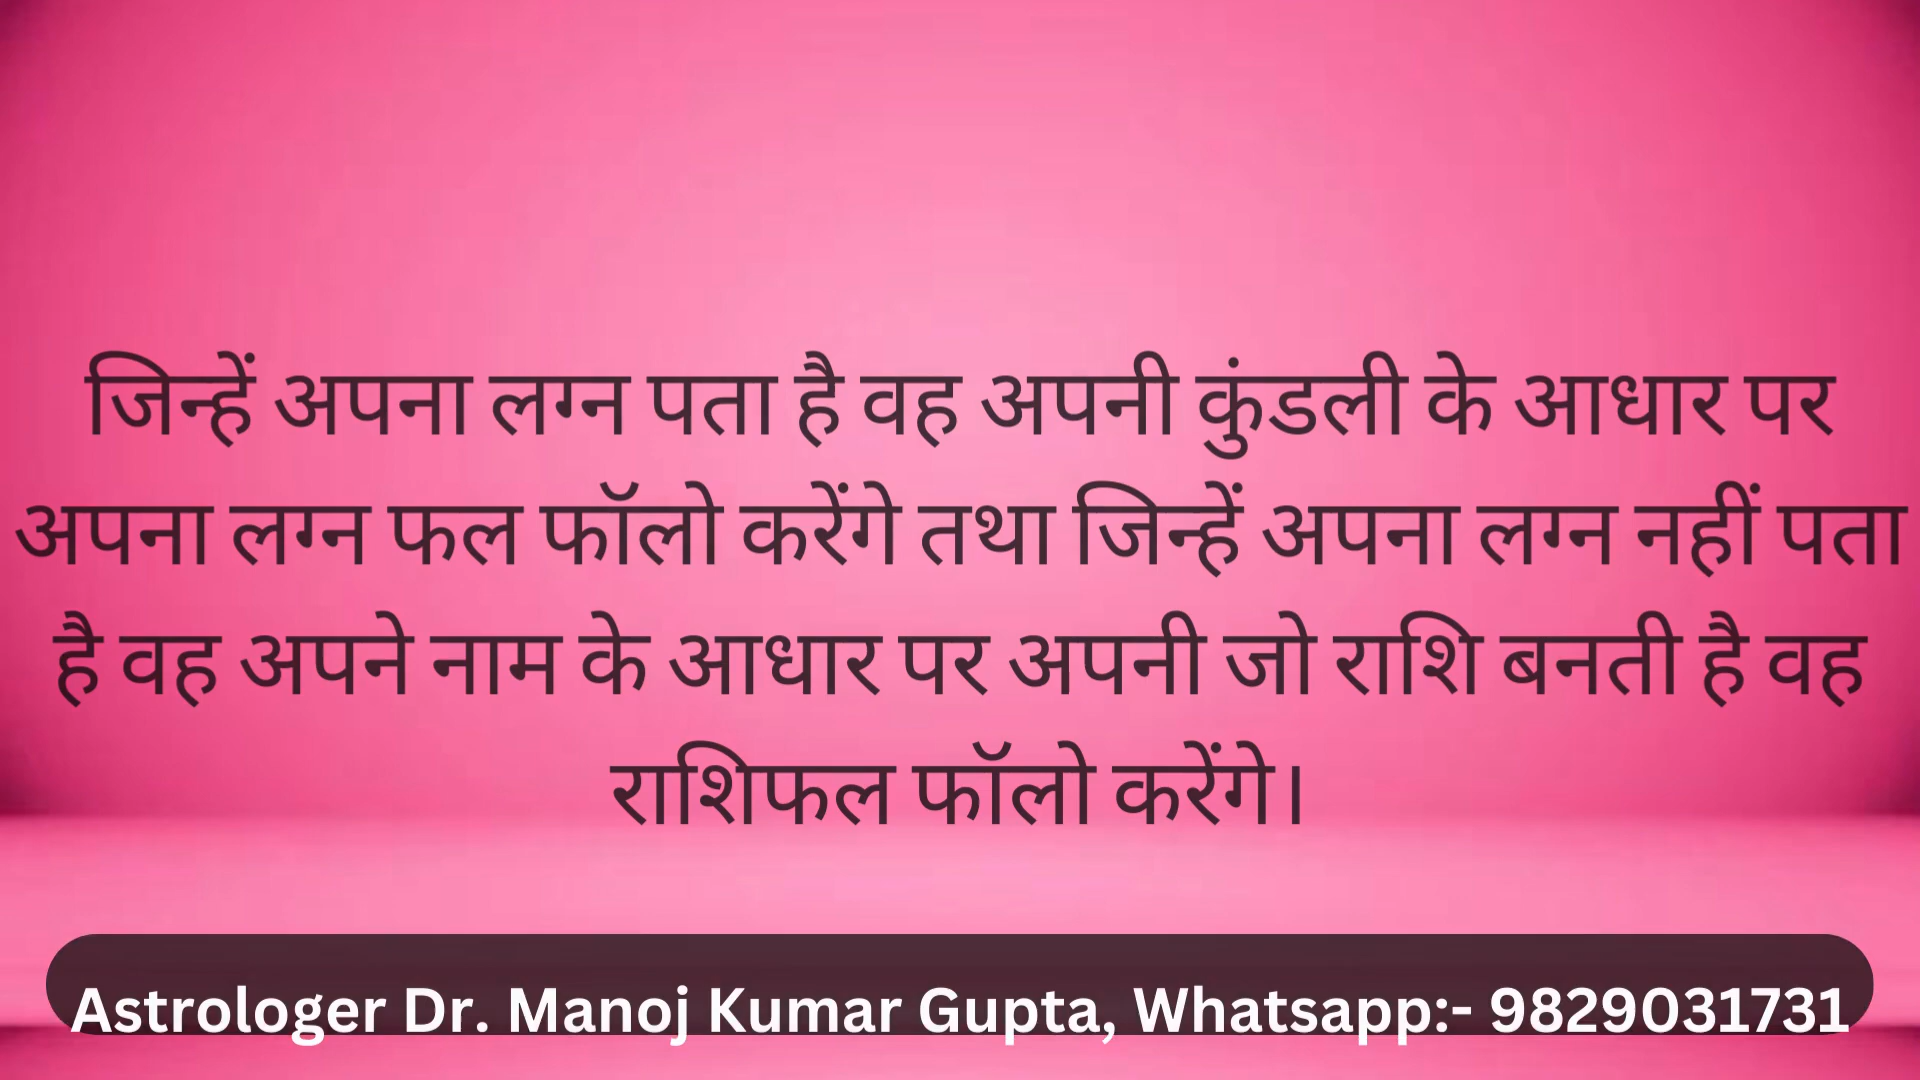 जिन्हें अपना लग्न पता है वह अपनी कुंडली के आधार पर
अपना लग्न फल फॉलो करेंगे तथा जिन्हें अपना लग्न नहीं पता
है वह अपने नाम के आधार पर अपनी जो राशि बनती है वह
राशिफल फॉलो करेंगे।
Astrologer Dr. Manoj Kumar Gupta, Whatsapp:- 9829031731